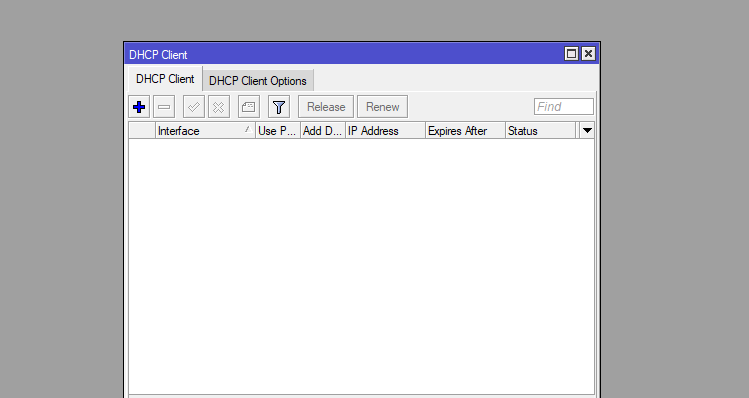 DHCP Client
DHCP Client DHCP Client Options
Release Renew Find
Interface Use P... Add D... IP Address Expires After Status